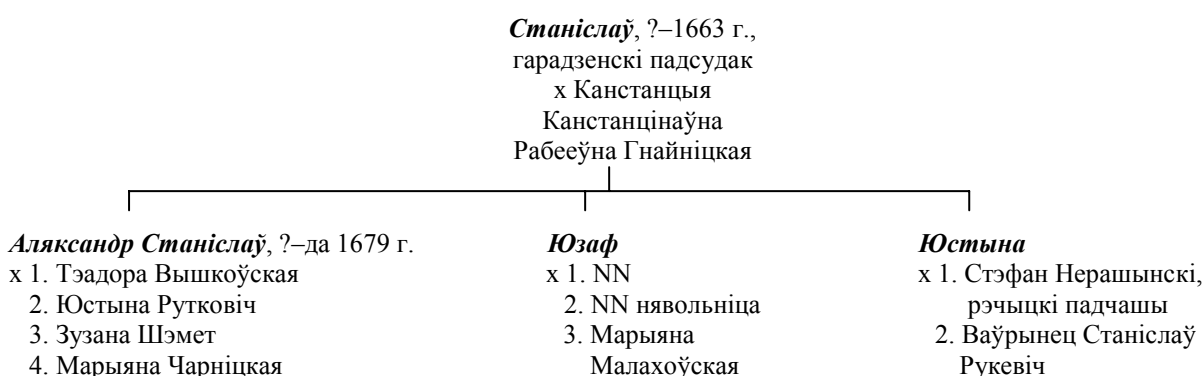 Станіслаў, ?–1663 г.,
гарадзенскі падсудак
х Канстанцыя
Канстанцінаўна
Рабееўна Гнайніцкая
Аляксандр Станіслаў, ?–да 1679 г.
х 1. Тэадора Вышкоўская
2. Юстына Рутковіч
3. Зузана Шэмет
4. Марыяна Чарніцкая
Юзаф
х 1. NN
2. NN нявольніца
3. Марыяна
Малахоўская
Юстына
х 1. Стэфан Нерашынскі,
рэчыцкі падчашы
2. Ваўрынец Станіслаў
Рукевіч